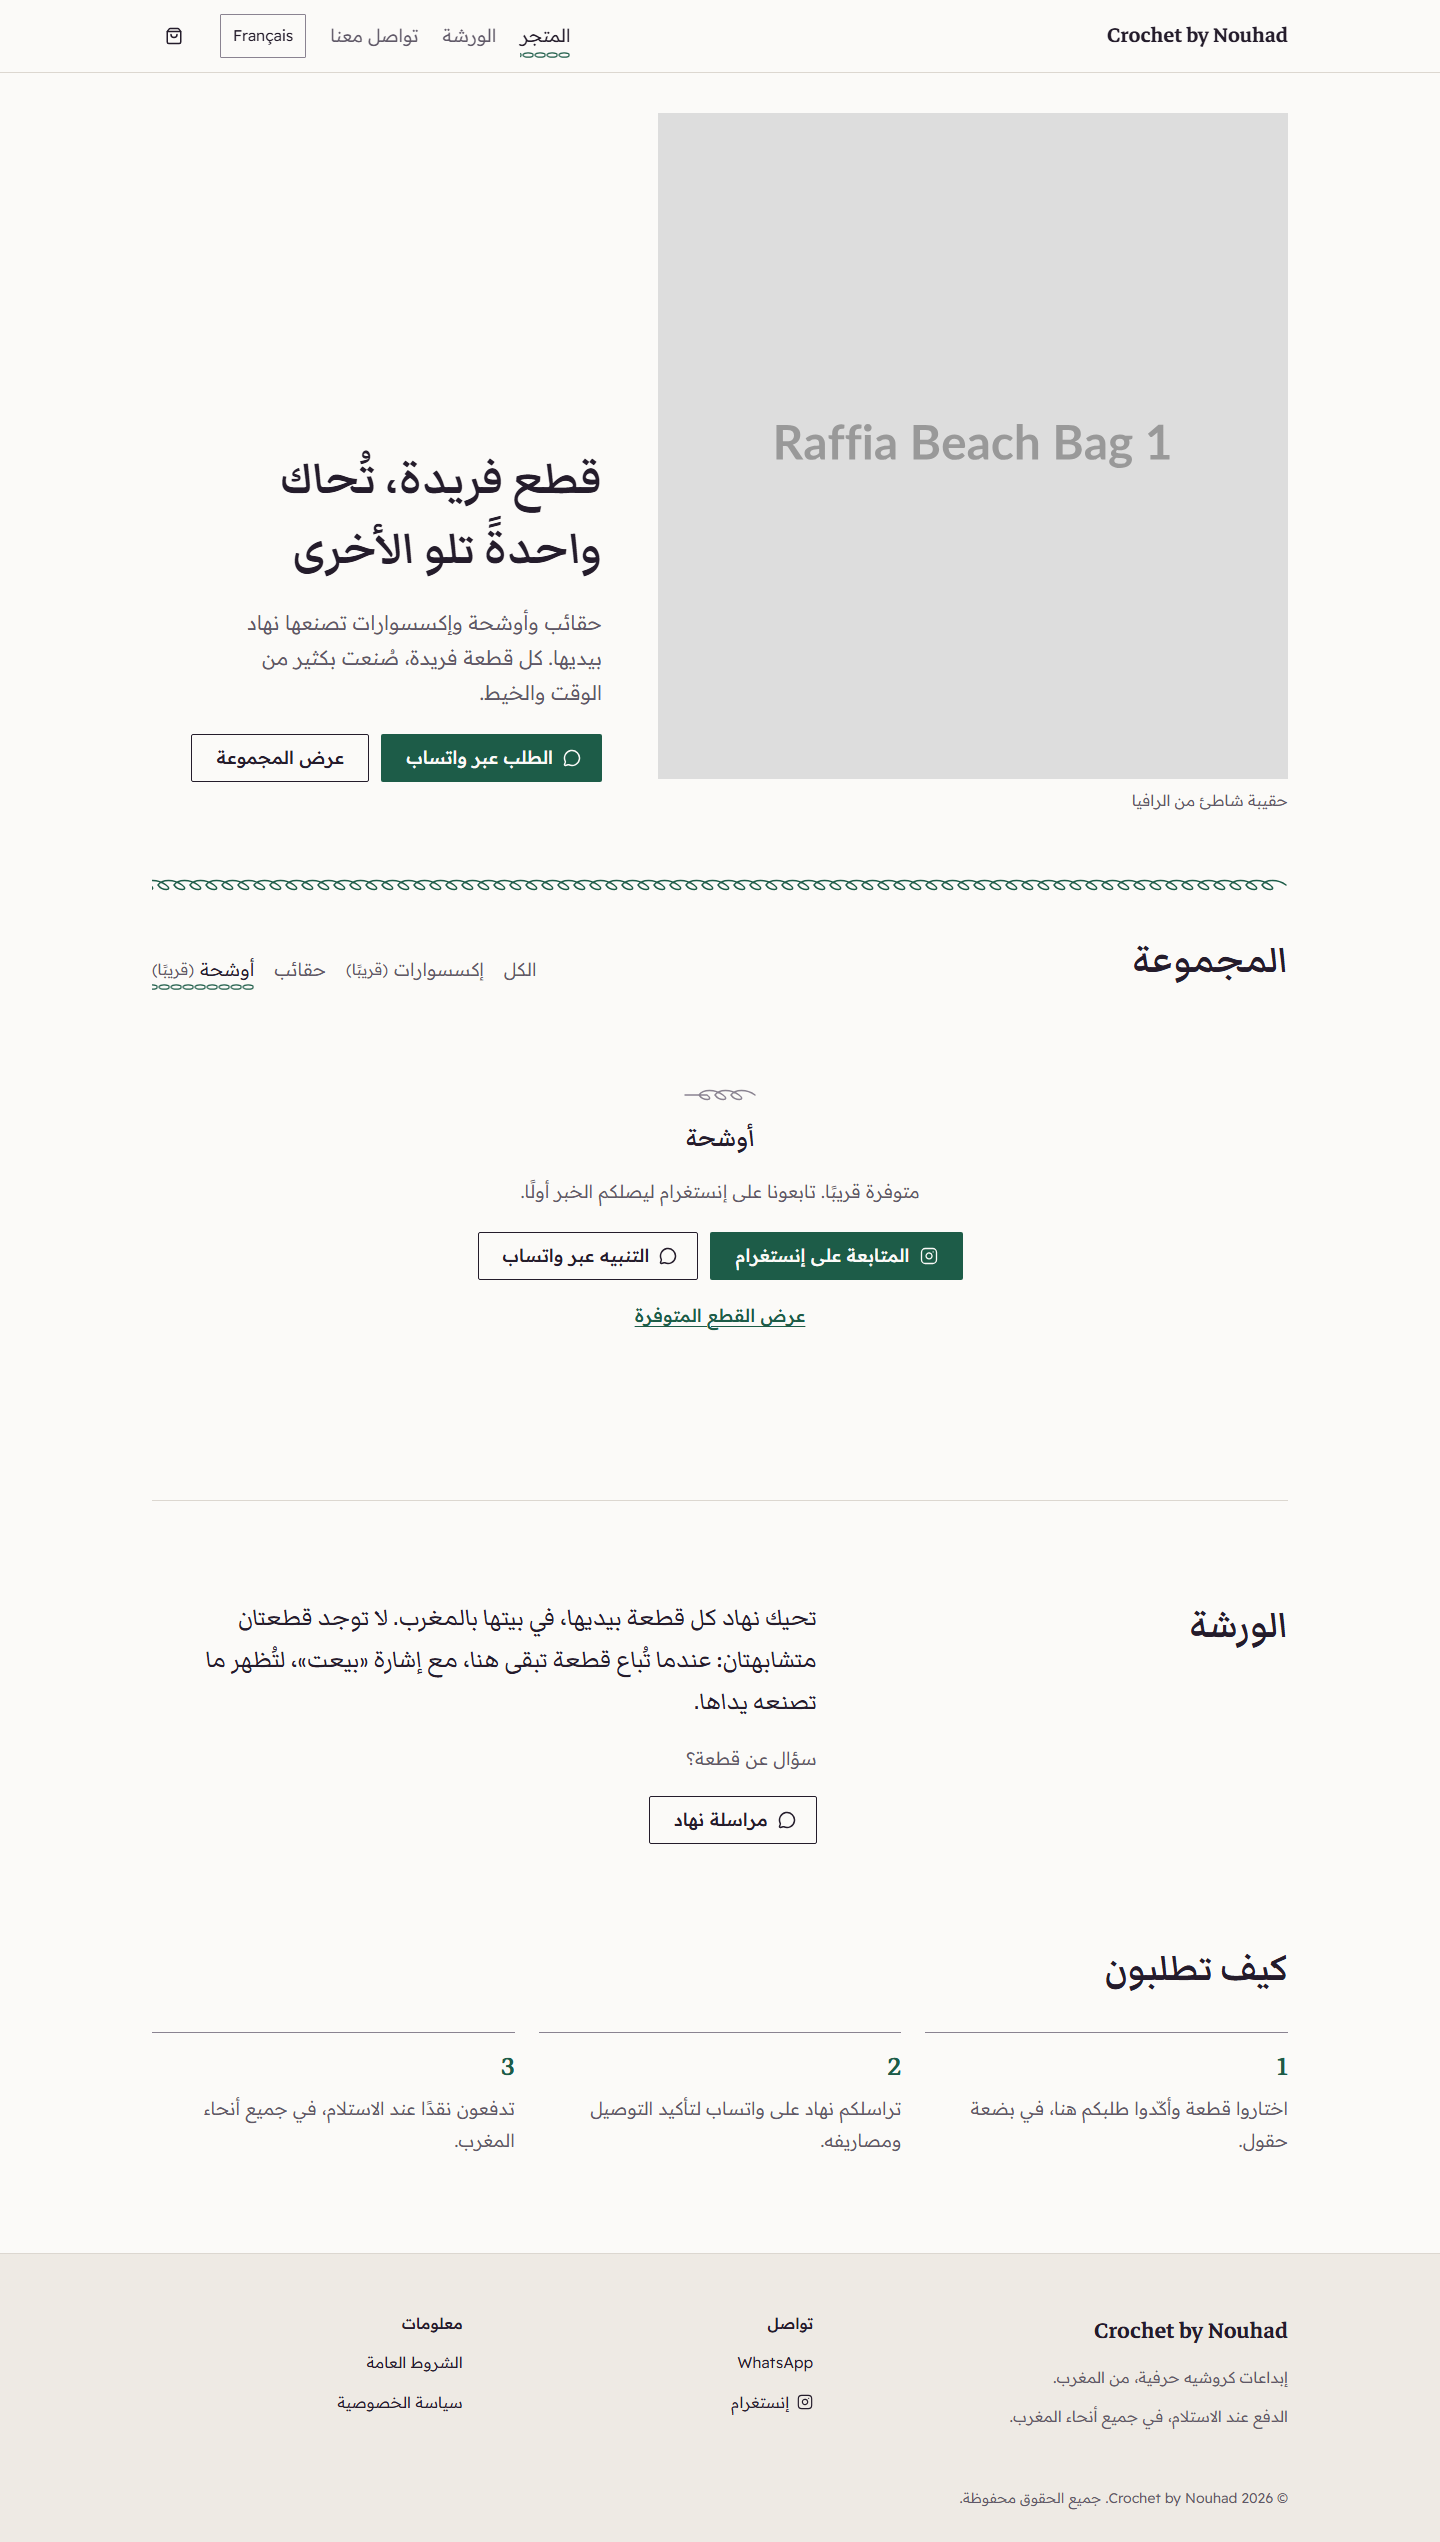 Crochet by Nouhad
المتجر
الورشة
تواصل معنا
Français
Raffia Beach Bag 1
حقيبة شاطئ من الرافيا
قطع فريدة، تُحاك
واحدةً تلو الأخرى
حقائب وأوشحة وإكسسوارات تصنعها نهاد
بيديها. كل قطعة فريدة، صُنعت بكثير من
الوقت والخيط.
الطلب عبر واتساب
عرض المجموعة
المجموعة
الكل
إكسسوارات (قريبًا)
حقائب
أوشحة (قريبًا)
أوشحة
متوفرة قريبًا. تابعونا على إنستغرام ليصلكم الخبر أولًا.
المتابعة على إنستغرام
التنبيه عبر واتساب
عرض القطع المتوفرة
الورشة
تحيك نهاد كل قطعة بيديها، في بيتها بالمغرب. لا توجد قطعتان
متشابهتان: عندما تُباع قطعة تبقى هنا، مع إشارة «بيعت»، لتُظهر ما
تصنعه يداها.
سؤال عن قطعة؟
مراسلة نهاد
كيف تطلبون
1
اختاروا قطعة وأكّدوا طلبكم هنا، في بضعة
حقول.
2
تراسلكم نهاد على واتساب لتأكيد التوصيل
ومصاريفه.
3
تدفعون نقدًا عند الاستلام، في جميع أنحاء
المغرب.
Crochet by Nouhad
إبداعات كروشيه حرفية، من المغرب.
الدفع عند الاستلام، في جميع أنحاء المغرب.
تواصل
WhatsApp
إنستغرام
معلومات
الشروط العامة
سياسة الخصوصية
© 2026 Crochet by Nouhad. جميع الحقوق محفوظة.